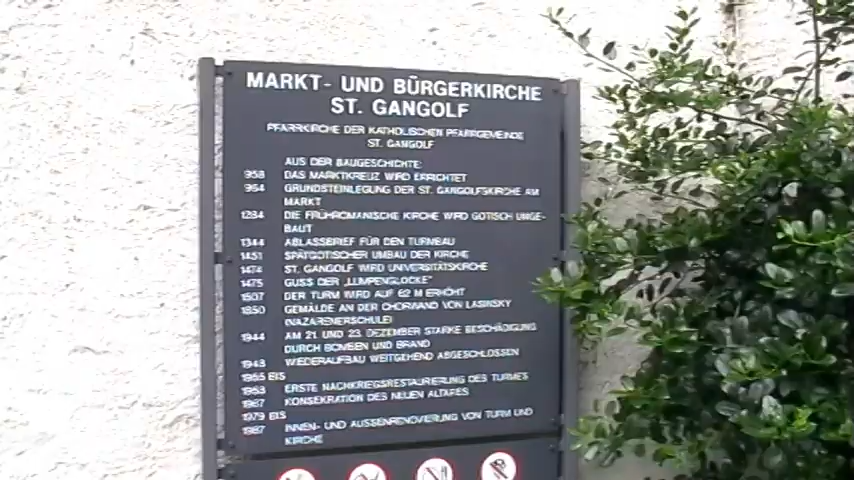 MARKT- UND BÜRGERKIRCHE
ST. GANGOLF
PFARRKIRCHE DER KATHOLISCHEN PFARRGEMEINDE
ST. GANGOLF
AUS DER BAUGESCHICHTE:
958 DAS MARKTKREUZ WIRD ERRICHTET
964 GRUNDSTEINLEGUNG DER ST. GANGOLFSKIRCHE AM
MARKT
1284 DIE FRÜHROMANISCHE KIRCHE WIRD GOTISCH UMGE-
BAUT
1344 ABLASSBRIEF FÜR DEN TURMBAU
1451 SPÄTGOTISCHER UMBAU DER KIRCHE
1474 ST. GANGOLF WIRD UNIVERSITÄTSKIRCHE
1475 GUSS DER „LUMPENGLOCKE"
1507 DER TURM WIRD AUF 62 M ERHÖHT
1850 GEMÄLDE AN DER CHORWAND VON LASINSKY
(NAZARENERSCHULE)
1944 AM 21. UND 23. DEZEMBER STARKE BESCHÄDIGUNG
DURCH BOMBEN UND BRAND
1948 WIEDERAUFBAU WEITGEHEND ABGESCHLOSSEN
BIS
ERSTE NACHKRIEGSRESTAURIERUNG DES TURMES
1967 KONSEKRATION DES NEUEN ALTARES
1979 BIS
1987 INNEN- UND AUSSENRENOVIERUNG VON TURM UND
KIRCHE